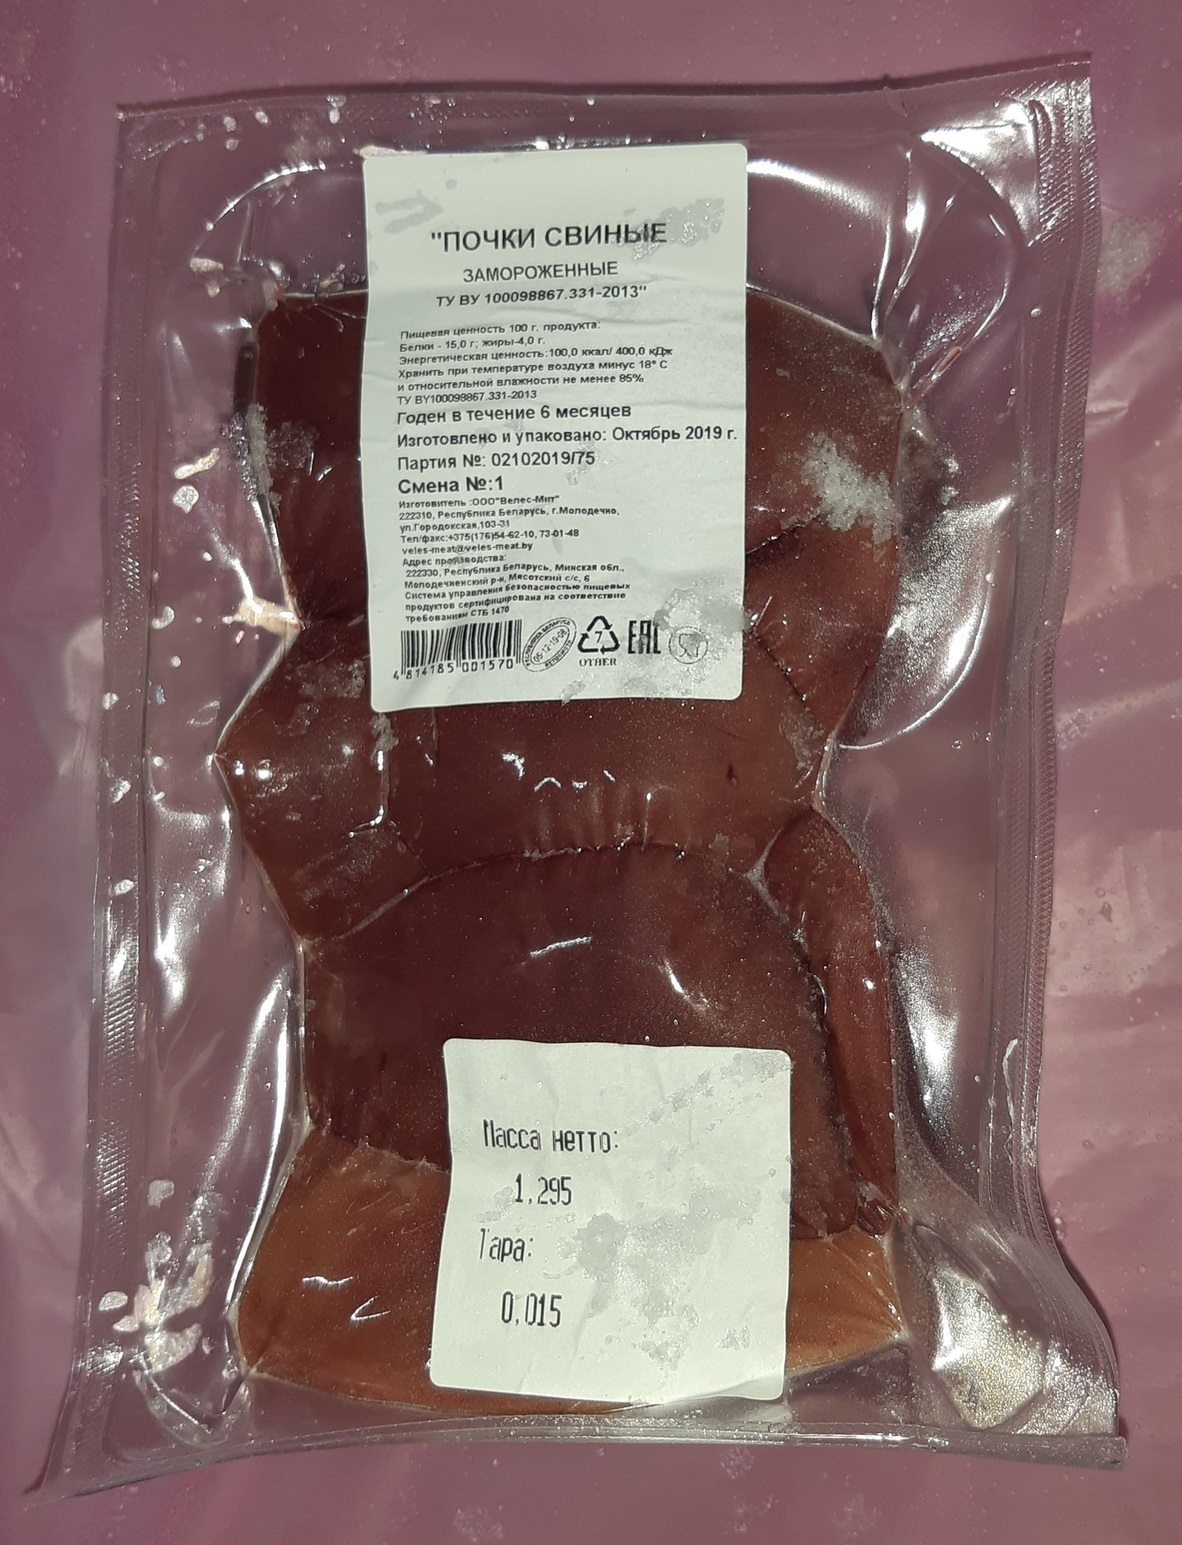 "ПОЧКИ СВИНЫЕ
ЗАМОРОЖЕННЫЕ
ТУ BY 100098867.331-2013"
Пищевая ценность 100 г. продукта:
Белки - 15,0 г; жиры-4,0 г.
Энергетическая ценность:100,0 ккал/ 400,0 кДж
Хранить при температуре воздуха минус 18° С
и относительной влажности не менее 85%
ТУ BY100098867.331-2013
Годен в течение 6 месяцев
Изготовлено и упаковано: Октябрь 2019 г.
Партия №: 02102019/75
Смена №:1
Изготовитель :ООО"Велес-Мит"
222310, Республика Беларусь, г.Молодечно,
ул.Городокская,103-31
Тел/факс:+375(176)54-62-10, 73-01-48
veles-meat@veles-meat.by
Адрес производства:
222330, Республика Беларусь, Минская обл.,
Молодечненский р-н, Мясотский с/с, 6
Система управления безопасностью пищевых
продуктов сертифицирована на соответствие
требованиям СТБ 1470
4 814185 001570
7
OTHER
EAC
Масса нетто:
1,295
Тара:
0,015